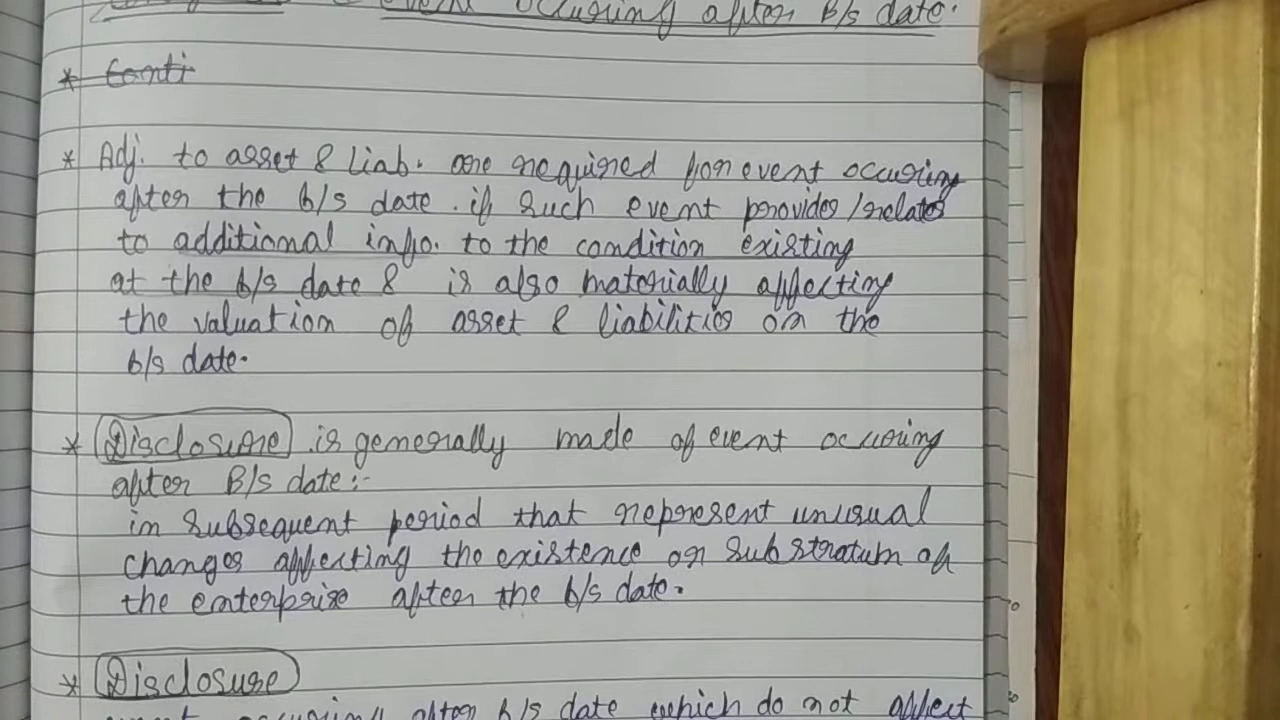 event occuring after B/s date.
* Conti
* Adj. to asset & liab. are required for event occuring
after the b/s date. if such event provides/relates
to additional info. to the condition existing
at the b/s date & is also materially affecting
the valuation of asset & liabilities on the
b/s date.
* Disclosure is generally made of event occuring
after B/s date:-
in subsequent period that represent unusual
changes affecting the existence or substratum of
the enterprise after the b/s date.
* Disclosure
event occuring after b/s date which do not affect